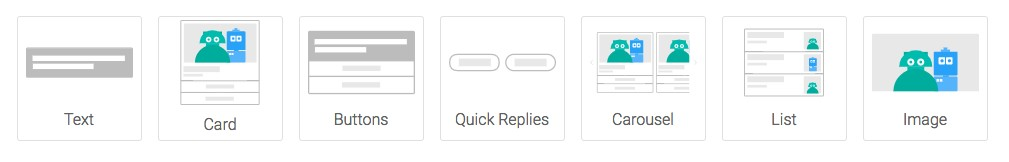 Text
Card
Buttons
Quick Replies
Carousel
List
Image